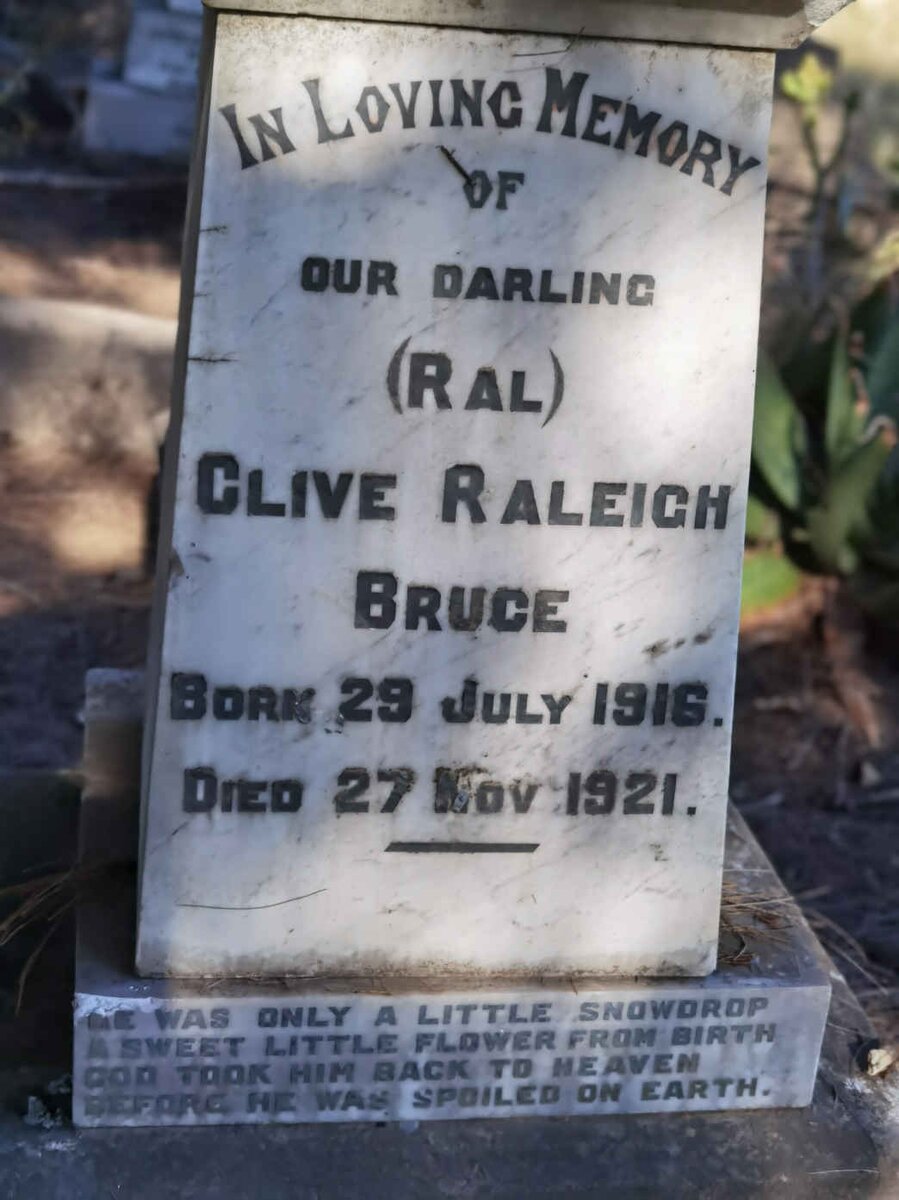 IN LOVING MEMORY
OF
OUR DARLING
(RAL)
CLIVE RALEIGH
BRUCE
BORN 29 JULY 1916.
DIED 27 NOV 1921.
HE WAS ONLY A LITTLE SNOWDROP
A SWEET LITTLE FLOWER FROM BIRTH
GOD TOOK HIM BACK TO HEAVEN
BEFORE HE WAS SPOILED ON EARTH.